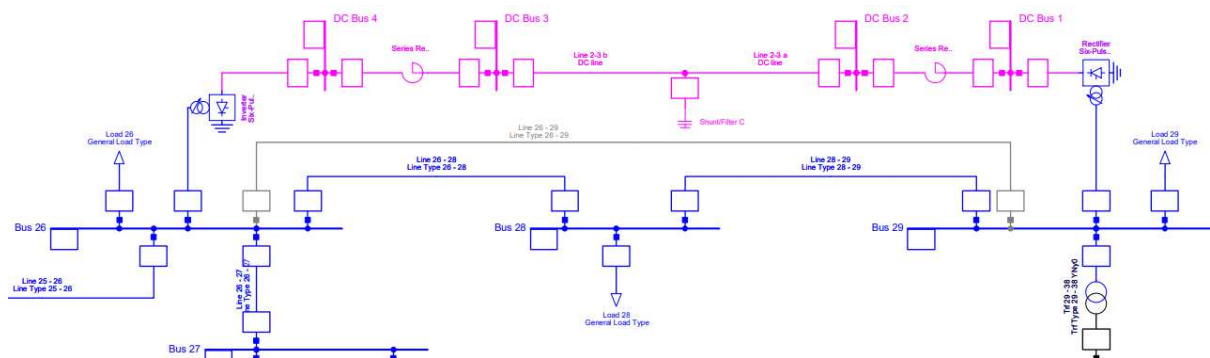 DC Bus 4
DC Bus 3
DC Bus 2
DC Bus 1
Series Re..
Line 2-3 b
DC line
Line 2-3 a
DC line
Series Re..
Rectifier
Six-Puls..
Inverter
Six-Pul..
Shunt/Filter C
Load 26
General Load Type
Line 26 - 29
Line Type 26 - 29
Load 29
General Load Type
Line 26 - 28
Line Type 26 - 28
Line 28 - 29
Line Type 28 - 29
Bus 26
Bus 28
Bus 29
Line 25 - 26
Line Type 25 - 26
Line 26 - 27
ne Type 26 - 27
Load 28
General Load Type
Trf 29 - 38
Trf Type 29 - 38 YNy0
Bus 27